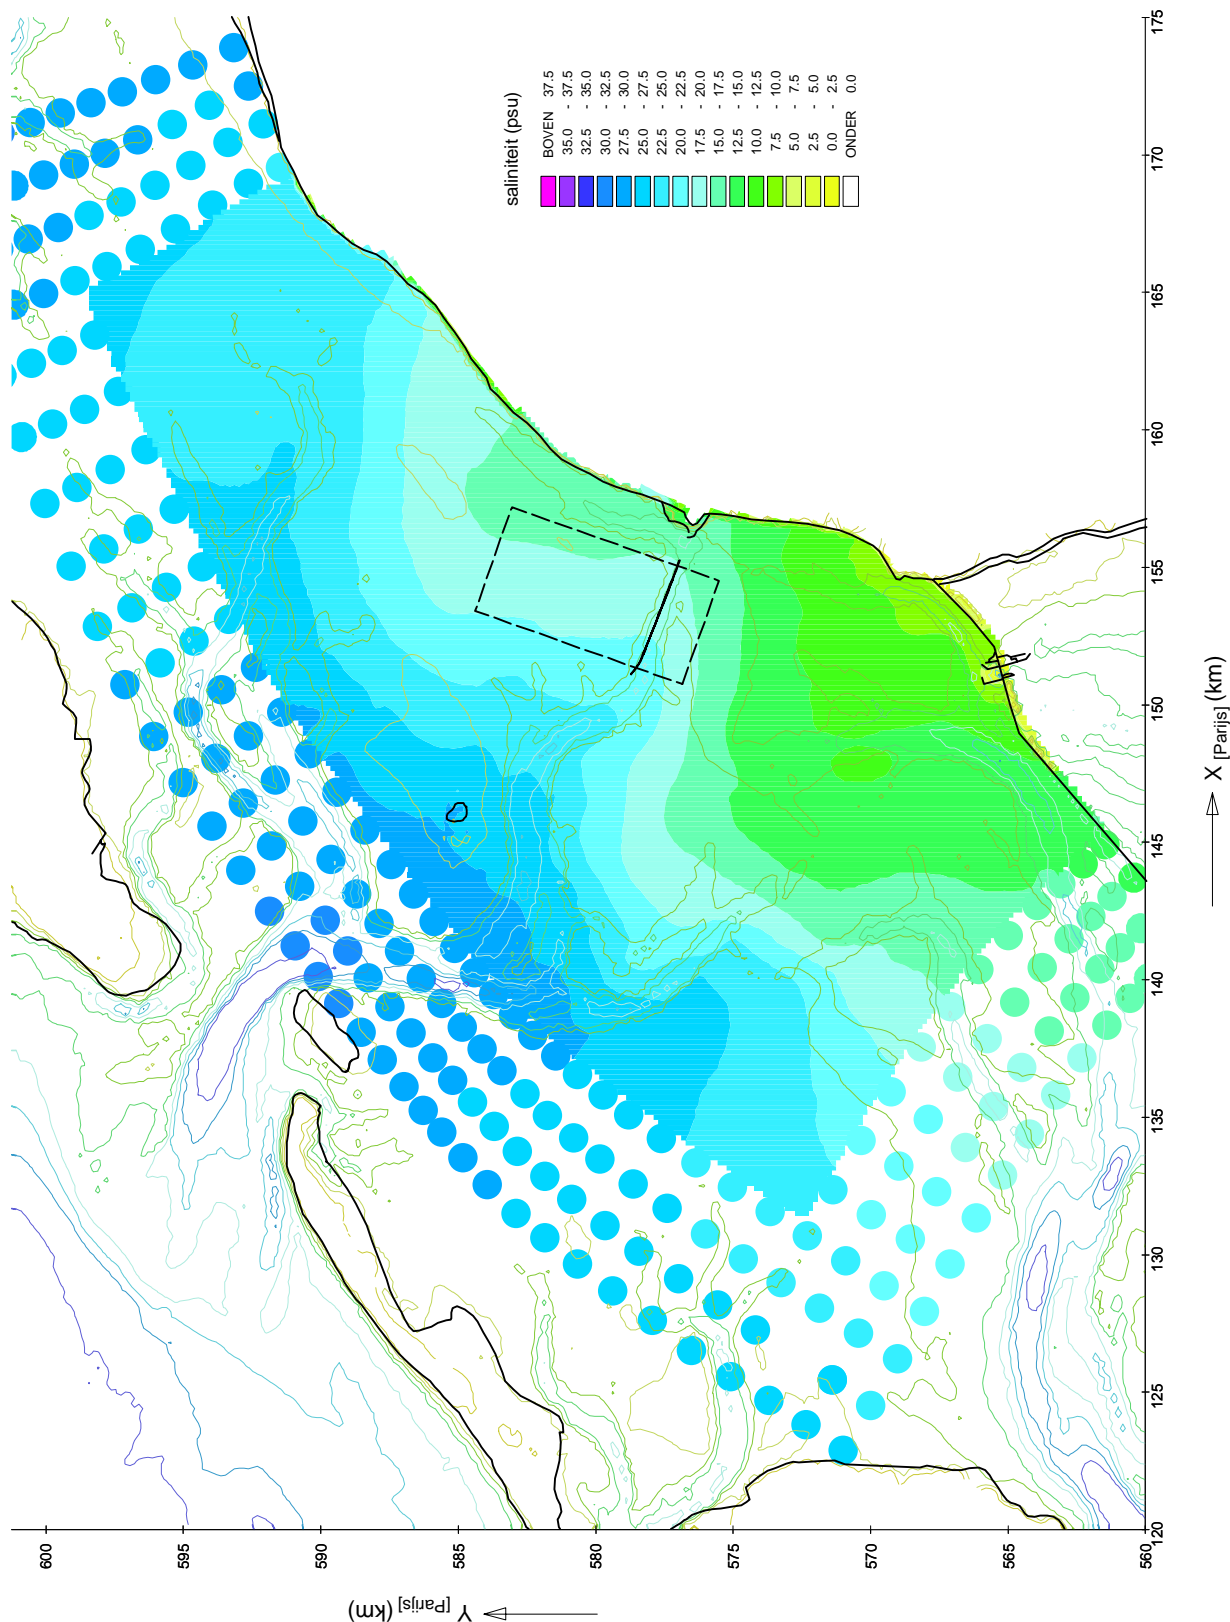 saliniteit (psu)
BOVEN 37.5
35.0 - 37.5
32.5 - 35.0
30.0 - 32.5
27.5 - 30.0
25.0 - 27.5
22.5 - 25.0
20.0 - 22.5
17.5 - 20.0
15.0 - 17.5
12.5 - 15.0
10.0 - 12.5
7.5 - 10.0
5.0 - 7.5
2.5 - 5.0
0.0 - 2.5
ONDER 0.0
Y [Parijs] (km)
600
595
590
585
580
575
570
565
560
120
125
130
135
140
145
150
155
160
165
170
175
X [Parijs] (km)